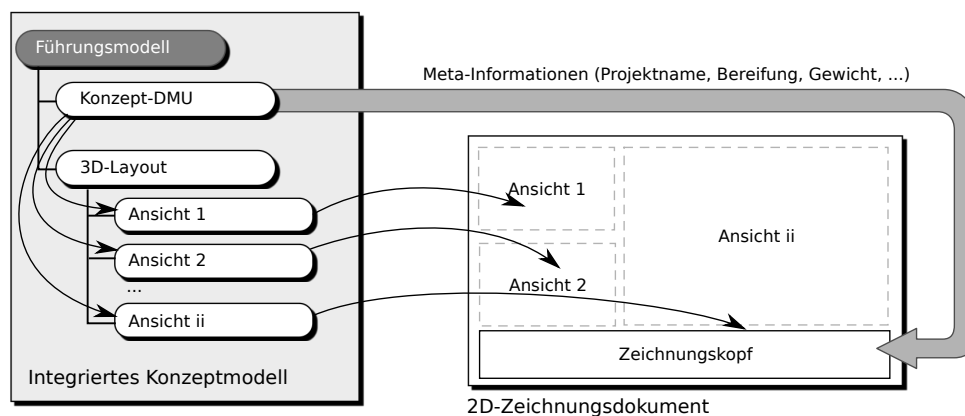 Führungsmodell
Konzept-DMU
3D-Layout
Ansicht 1
Ansicht 2
...
Ansicht ii
Integriertes Konzeptmodell
Meta-Informationen (Projektname, Bereifung, Gewicht, ...)
Ansicht 1
Ansicht 2
Ansicht ii
Zeichnungskopf
2D-Zeichnungsdokument